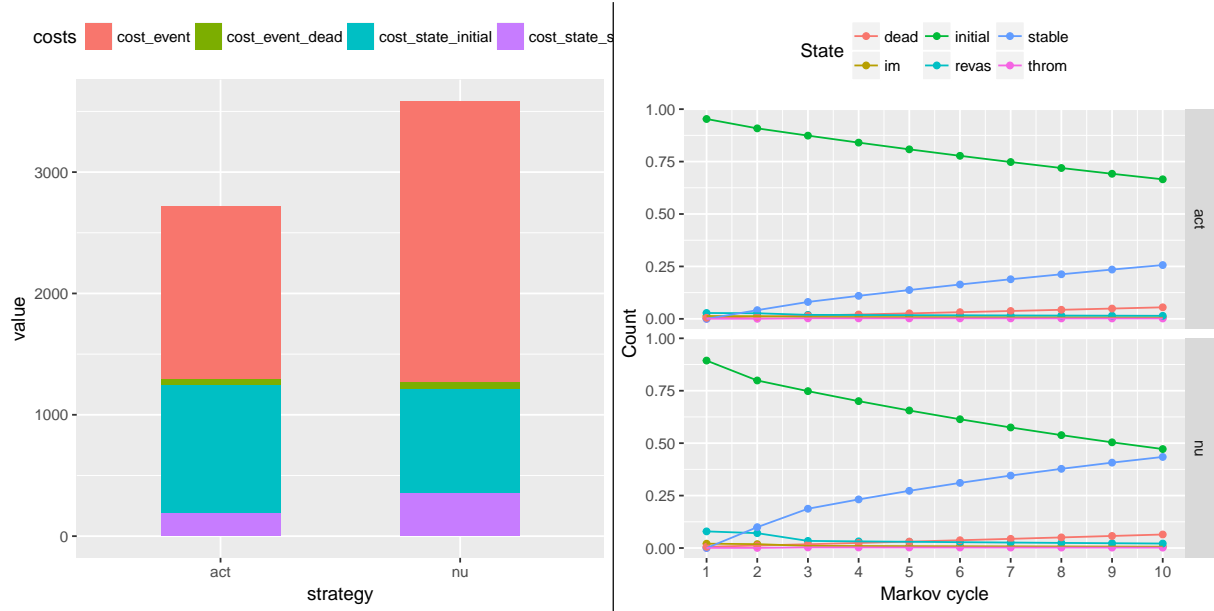 costs cost_event cost_event_dead cost_state_initial cost_state_s
value
3000
2000
1000
0
act nu
strategy
State dead initial stable
im revas throm
Count
1.00
0.75
0.50
0.25
0.00
act
1.00
0.75
0.50
0.25
0.00
nu
1 2 3 4 5 6 7 8 9 10
Markov cycle